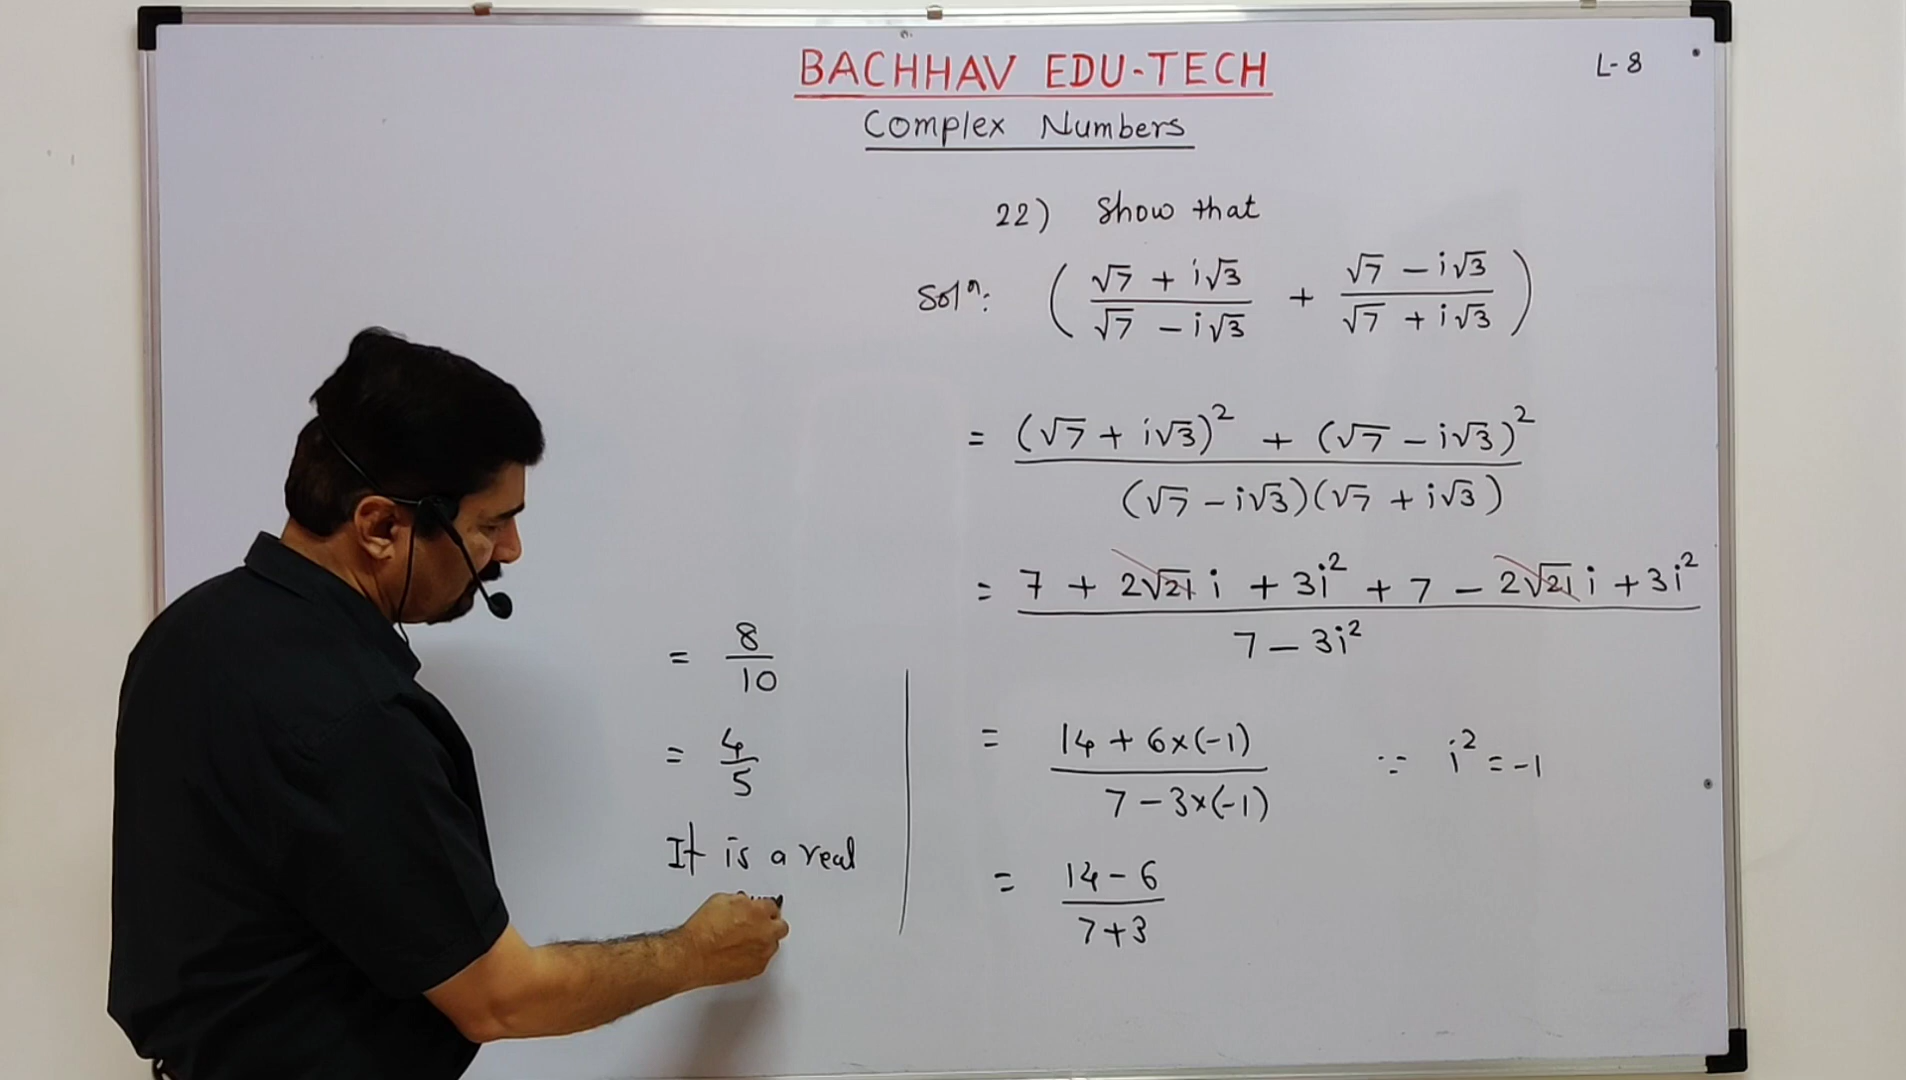 BACHHAV EDU-TECH
L-8
Complex Numbers
22) Show that
Solⁿ: ( (√7 + i√3)/(√7 - i√3) + (√7 - i√3)/(√7 + i√3) )
= ((√7 + i√3)² + (√7 - i√3)²)/((√7 - i√3)(√7 + i√3))
= (7 + 2√21 i + 3i² + 7 - 2√21 i + 3i²)/(7 - 3i²)
= (14 + 6×(-1))/(7 - 3×(-1)) ∵ i² = -1
= (14 - 6)/(7 + 3)
= 8/10
= 4/5
It is a real